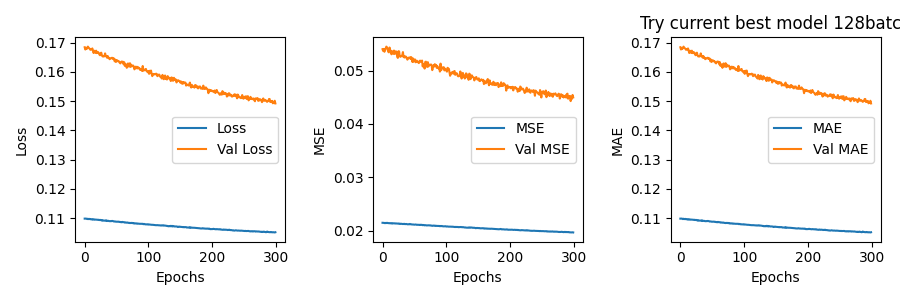 Try current best model 128batc
0.17
0.16
0.15
0.14
0.13
0.12
0.11
Loss
0 100 200 300
Epochs
Loss
Val Loss
0.05
0.04
0.03
0.02
MSE
0 100 200 300
Epochs
MSE
Val MSE
0.17
0.16
0.15
0.14
0.13
0.12
0.11
MAE
0 100 200 300
Epochs
MAE
Val MAE